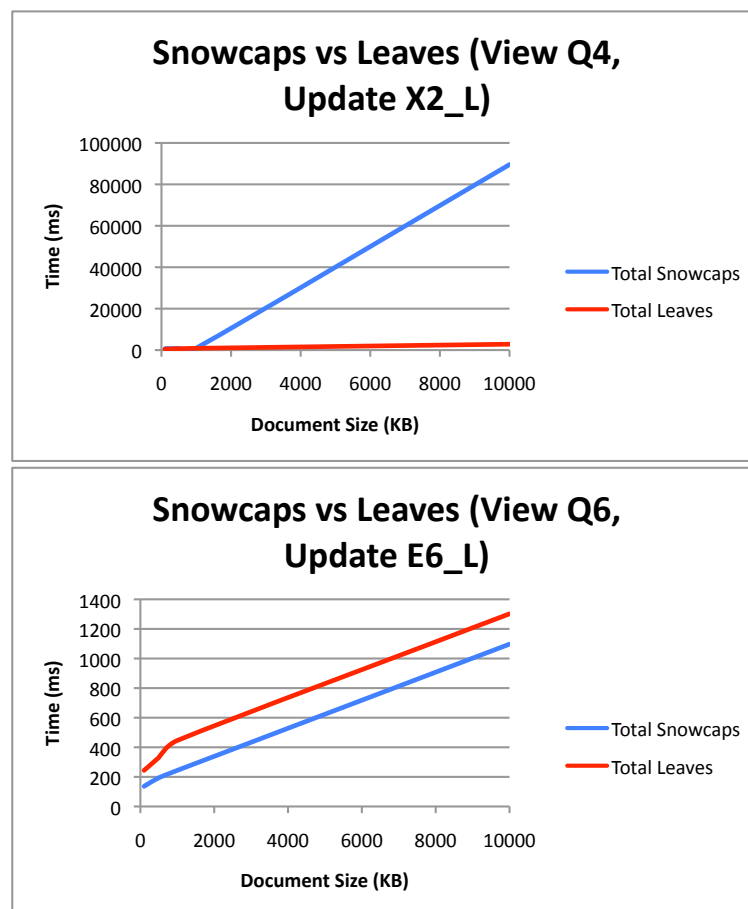 Snowcaps vs Leaves (View Q4,
Update X2_L)
100000
80000
60000
40000
20000
0
Time (ms)
0 2000 4000 6000 8000 10000
Document Size (KB)
Total Snowcaps
Total Leaves
Snowcaps vs Leaves (View Q6,
Update E6_L)
1400
1200
1000
800
600
400
200
0
Time (ms)
0 2000 4000 6000 8000 10000
Document Size (KB)
Total Snowcaps
Total Leaves